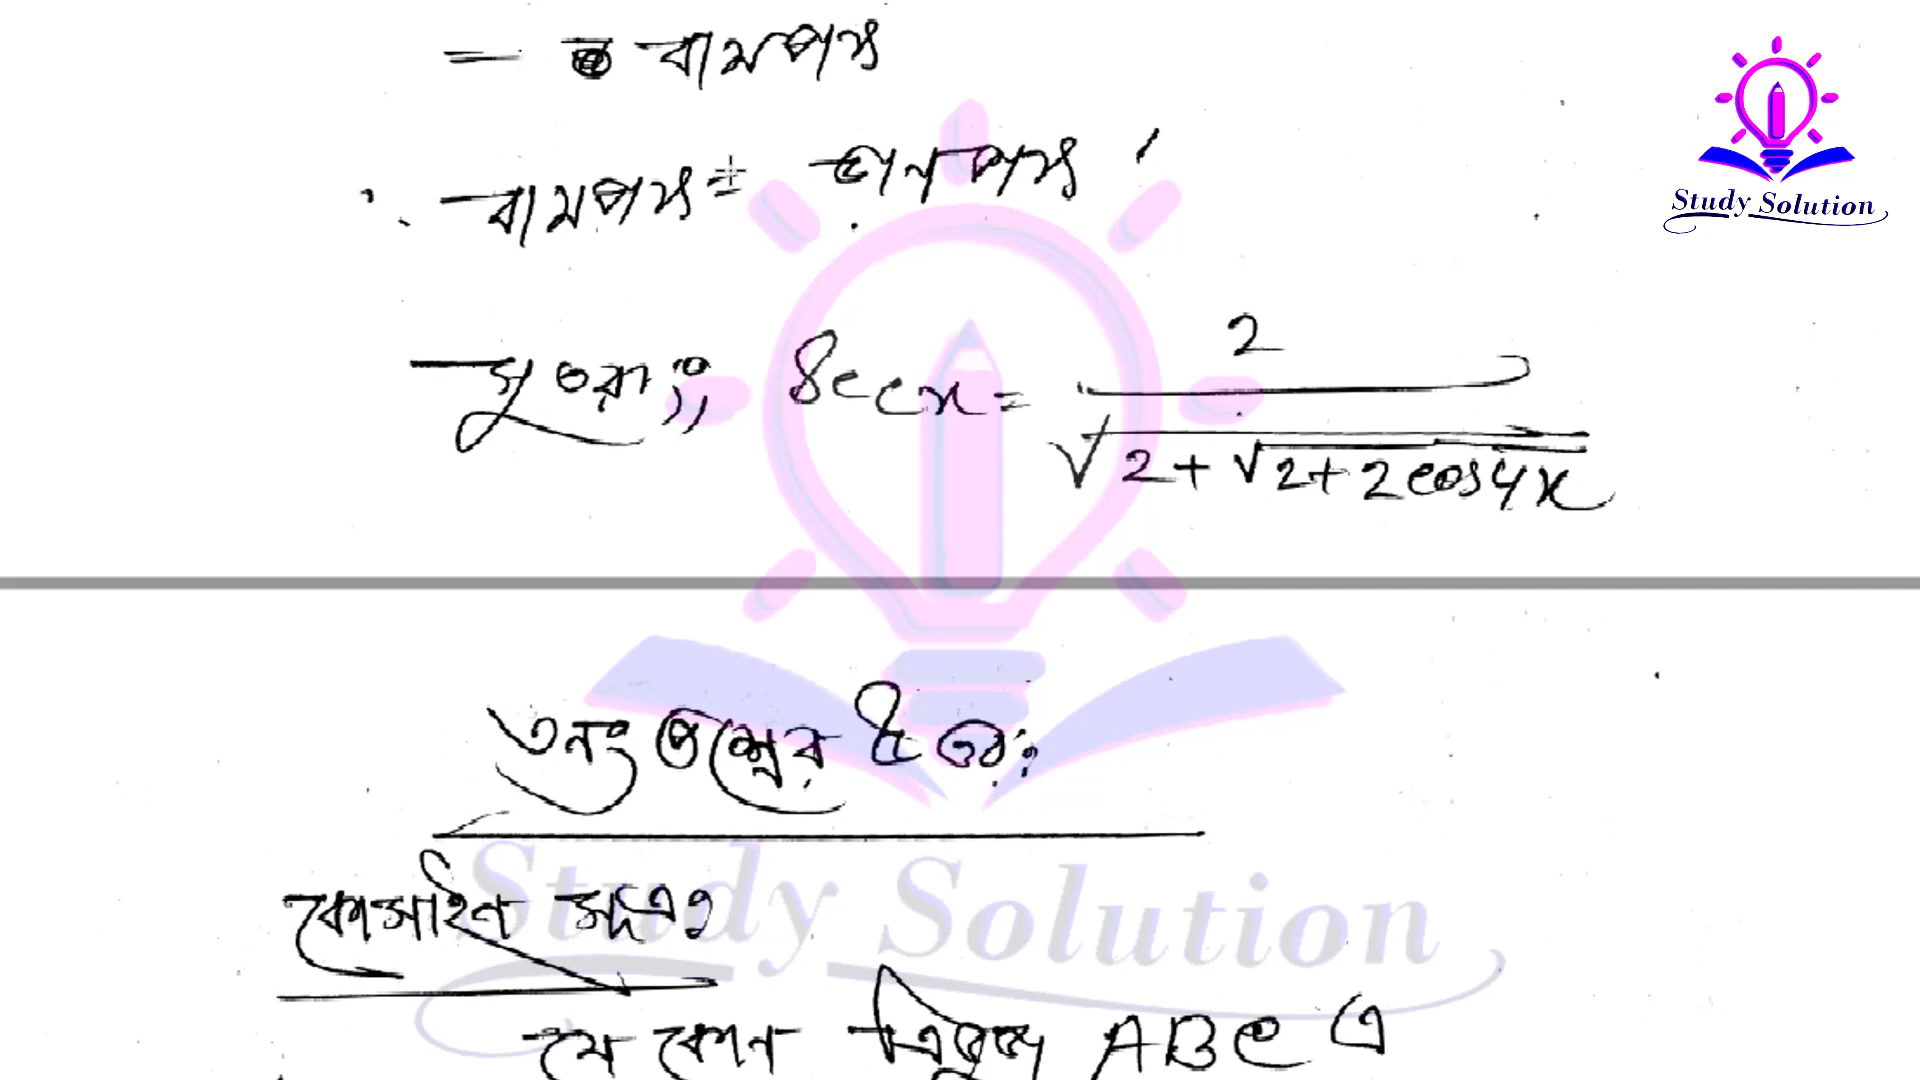 = বামপক্ষ
∴ বামপক্ষ = ডানপক্ষ ।
Study Solution
সুতরাং, secx = 2 / √(2+√(2+2cos4x))
৩নং প্রশ্নের উত্তর:
Study Solution
কোসাইন সূত্রঃ
যে কোন ত্রিভুজ ABC এ